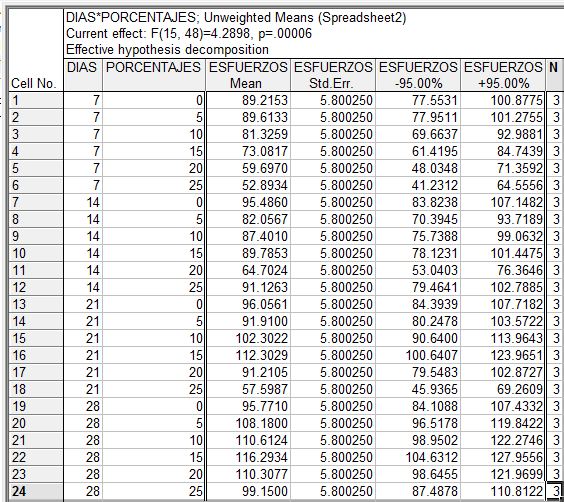 DIAS*PORCENTAJES; Unweighted Means (Spreadsheet2)
Current effect: F(15, 48)=4.2898, p=.00006
Effective hypothesis decomposition
Cell No. DIAS PORCENTAJES ESFUERZOS Mean ESFUERZOS Std.Err. ESFUERZOS -95.00% ESFUERZOS +95.00% N
1 7 0 89.2153 5.800250 77.5531 100.8775 3
2 7 5 89.6133 5.800250 77.9511 101.2755 3
3 7 10 81.3259 5.800250 69.6637 92.9881 3
4 7 15 73.0817 5.800250 61.4195 84.7439 3
5 7 20 59.6970 5.800250 48.0348 71.3592 3
6 7 25 52.8934 5.800250 41.2312 64.5556 3
7 14 0 95.4860 5.800250 83.8238 107.1482 3
8 14 5 82.0567 5.800250 70.3945 93.7189 3
9 14 10 87.4010 5.800250 75.7388 99.0632 3
10 14 15 89.7853 5.800250 78.1231 101.4475 3
11 14 20 64.7024 5.800250 53.0403 76.3646 3
12 14 25 91.1263 5.800250 79.4641 102.7885 3
13 21 0 96.0561 5.800250 84.3939 107.7182 3
14 21 5 91.9100 5.800250 80.2478 103.5722 3
15 21 10 102.3022 5.800250 90.6400 113.9643 3
16 21 15 112.3029 5.800250 100.6407 123.9651 3
17 21 20 91.2105 5.800250 79.5483 102.8727 3
18 21 25 57.5987 5.800250 45.9365 69.2609 3
19 28 0 95.7710 5.800250 84.1088 107.4332 3
20 28 5 108.1800 5.800250 96.5178 119.8422 3
21 28 10 110.6124 5.800250 98.9502 122.2746 3
22 28 15 116.2934 5.800250 104.6312 127.9556 3
23 28 20 110.3077 5.800250 98.6455 121.9699 3
24 28 25 99.1500 5.800250 87.4878 110.8122 3